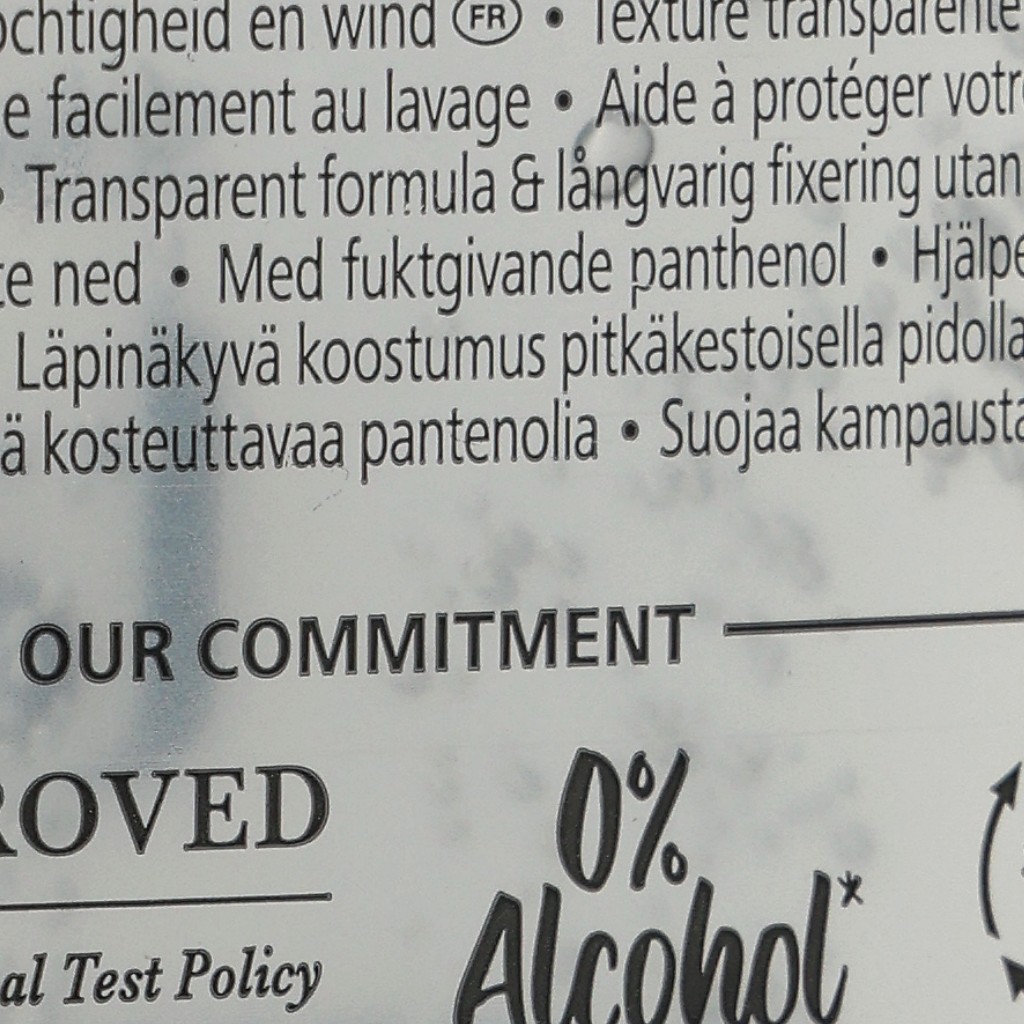 ochtigheid en wind FR • Texture transparente
e facilement au lavage • Aide à protéger votr
• Transparent formula & långvarig fixering utan
te ned • Med fuktgivande panthenol • Hjälpe
Läpinäkyvä koostumus pitkäkestoisella pidolla
ä kosteuttavaa pantenolia • Suojaa kampausta
OUR COMMITMENT
ROVED
al Test Policy
0%
Alcohol*